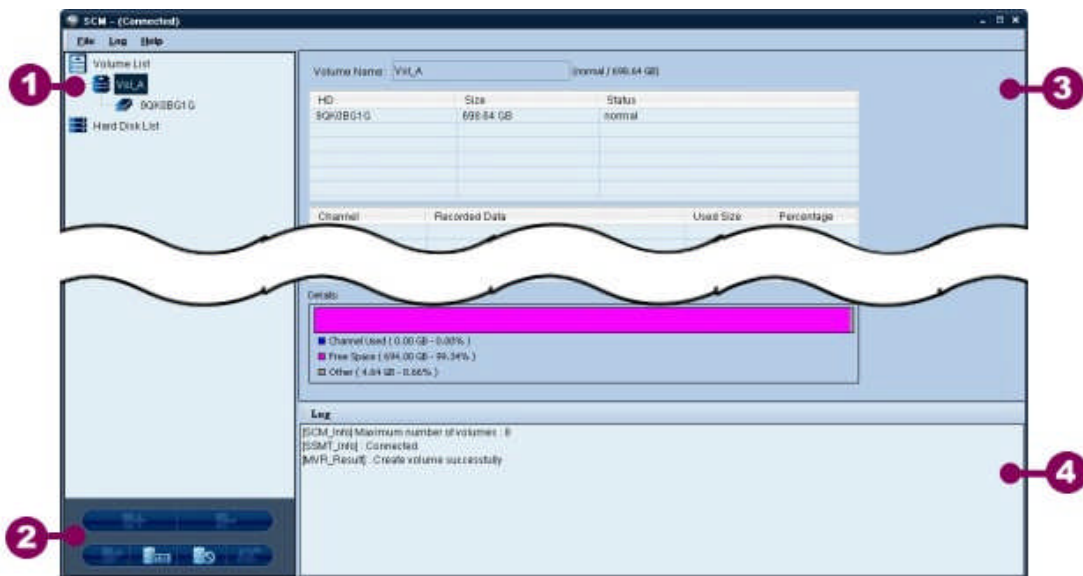 SCM - (Connected)
File Log Help
1
Volume List
Vol_A
9QK0BG1G
Hard Disk List
2
Volume Name: Vol_A (normal / 698.64 GB)
HD Size Status
9QK0BG1G 698.64 GB normal
Channel Recorded Data Used Size Percentage
3
Details
Channel Used ( 0.00 GB - 0.00% )
Free Space ( 694.00 GB - 99.34% )
Other ( 4.64 GB - 0.66% )
Log
[SCM_Info] Maximum number of volumes : 8
[SSMT_Info] : Connected.
[MVR_Result] : Create volume successfully
4